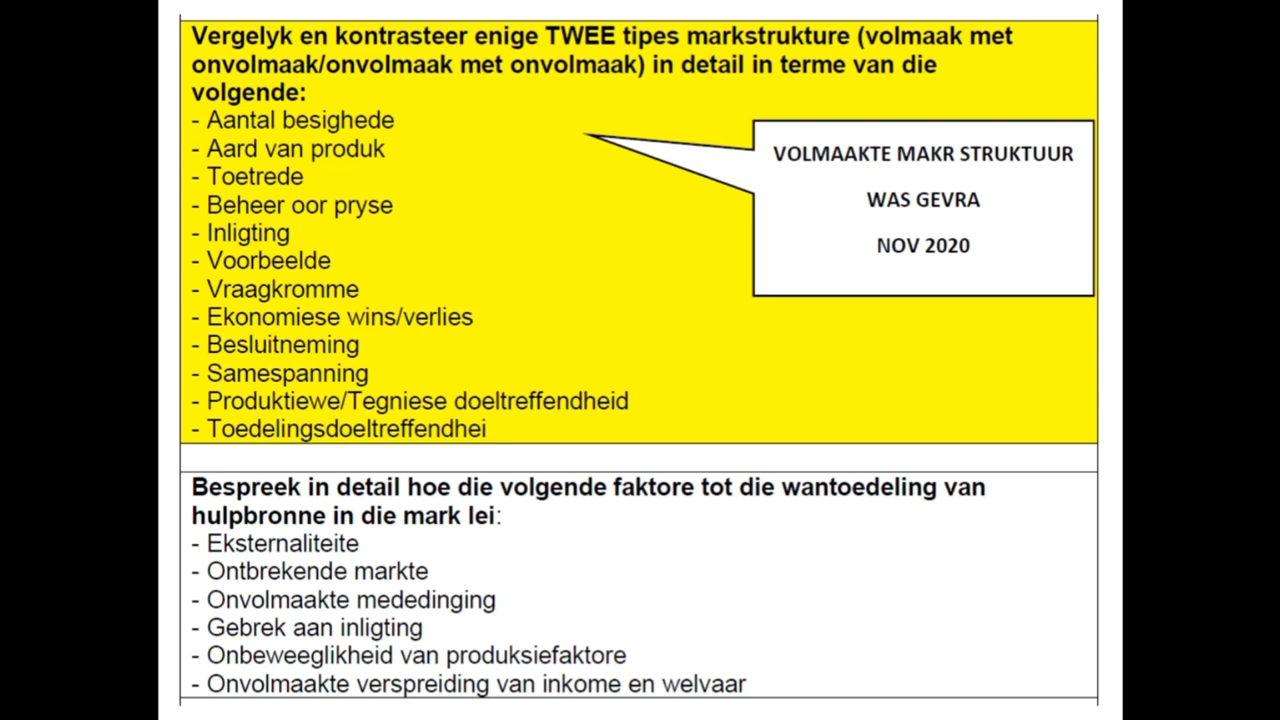 Vergelyk en kontrasteer enige TWEE tipes markstrukture (volmaak met
onvolmaak/onvolmaak met onvolmaak) in detail in terme van die
volgende:
- Aantal besighede
- Aard van produk
- Toetrede
- Beheer oor pryse
- Inligting
- Voorbeelde
- Vraagkromme
- Ekonomiese wins/verlies
- Besluitneming
- Samespanning
- Produktiewe/Tegniese doeltreffendheid
- Toedelingsdoeltreffendhei
VOLMAAKTE MAKR STRUKTUUR
WAS GEVRA
NOV 2020
Bespreek in detail hoe die volgende faktore tot die wantoedeling van
hulpbronne in die mark lei:
- Eksternaliteite
- Ontbrekende markte
- Onvolmaakte mededinging
- Gebrek aan inligting
- Onbeweeglikheid van produksiefaktore
- Onvolmaakte verspreiding van inkome en welvaar